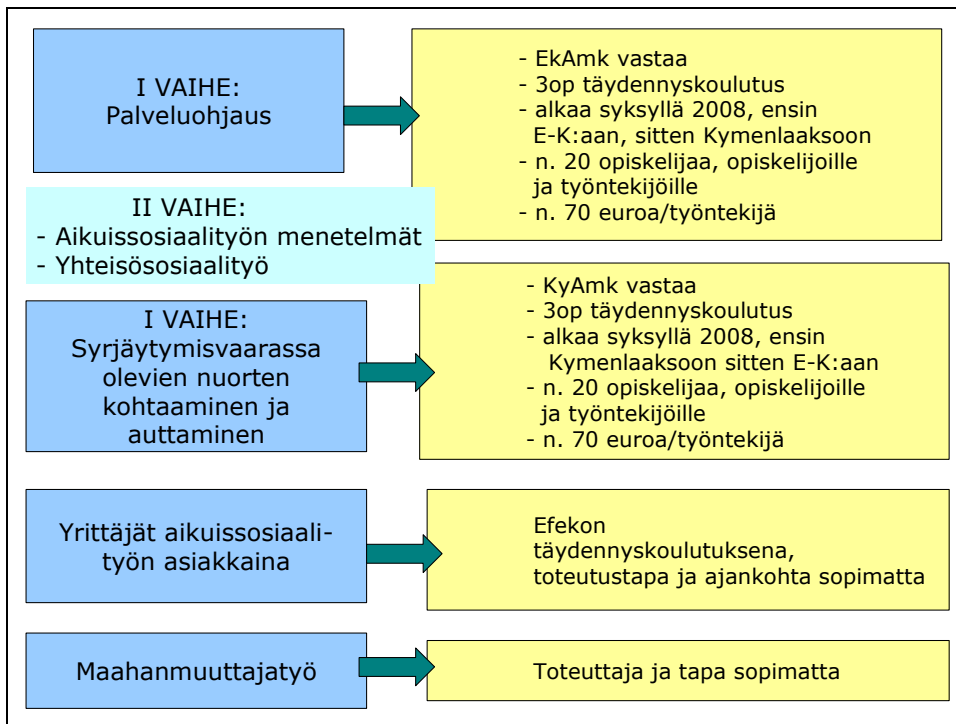 I VAIHE:
Palveluohjaus
- EkAmk vastaa
- 3op täydennyskoulutus
- alkaa syksyllä 2008, ensin
E-K:aan, sitten Kymenlaaksoon
- n. 20 opiskelijaa, opiskelijoille
ja työntekijöille
- n. 70 euroa/työntekijä
II VAIHE:
- Aikuissosiaalityön menetelmät
- Yhteisösosiaalityö
I VAIHE:
Syrjäytymisvaarassa
olevien nuorten
kohtaaminen ja
auttaminen
- KyAmk vastaa
- 3op täydennyskoulutus
- alkaa syksyllä 2008, ensin
Kymenlaaksoon sitten E-K:aan
- n. 20 opiskelijaa, opiskelijoille
ja työntekijöille
- n. 70 euroa/työntekijä
Yrittäjät aikuissosiaali-
työn asiakkaina
Efekon
täydennyskoulutuksena,
toteutustapa ja ajankohta sopimatta
Maahanmuuttajatyö
Toteuttaja ja tapa sopimatta